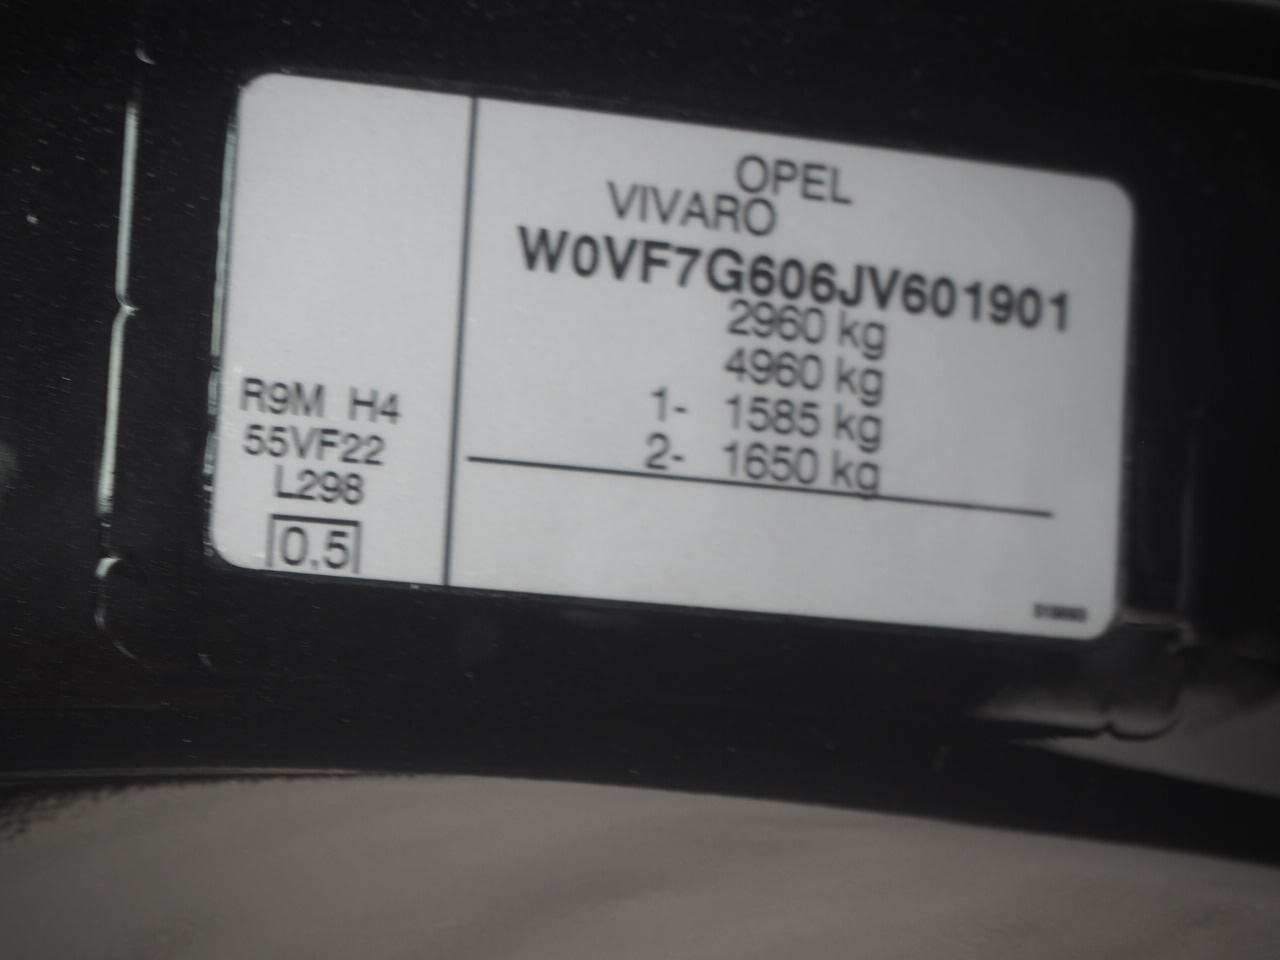 OPEL
VIVARO
W0VF7G606JV601901
2960 kg
4960 kg
1- 1585 kg
2- 1650 kg
R9M H4
55VF22
L298
0.5